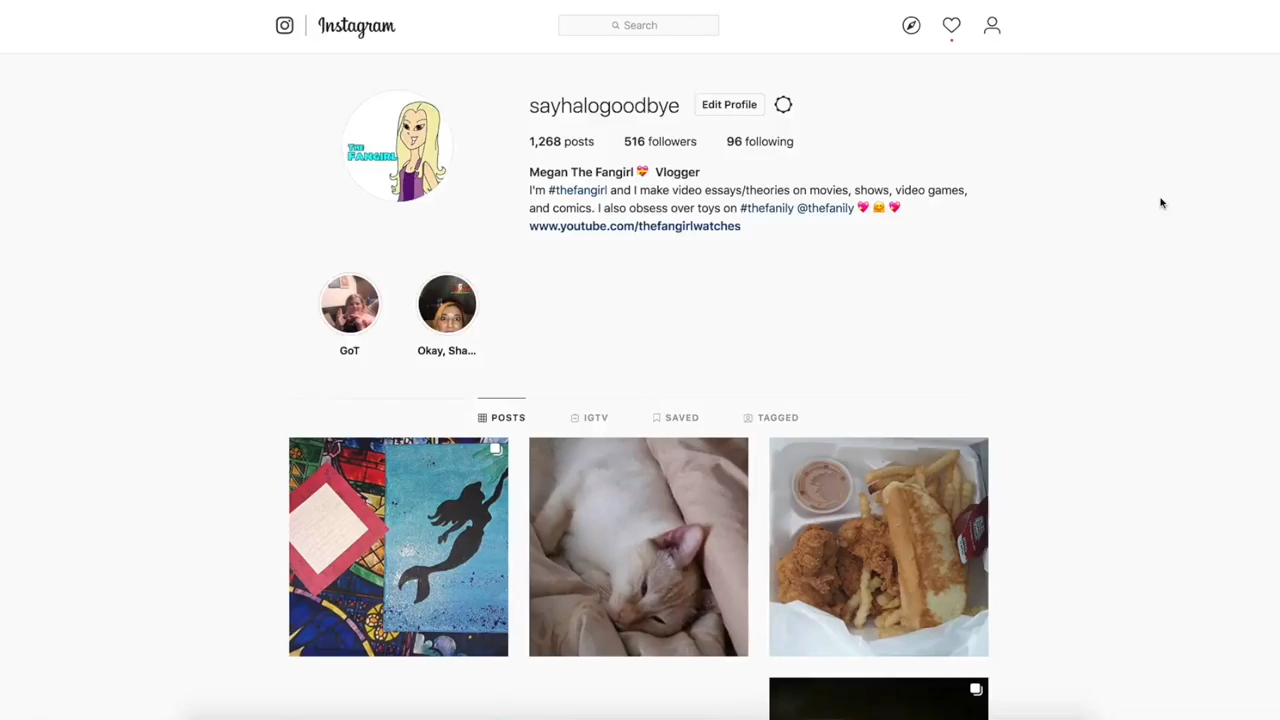 Instagram
Search
THE
FANGIRL
sayhalogoodbye Edit Profile
1,268 posts 516 followers 96 following
Megan The Fangirl 💝 Vlogger
I'm #thefangirl and I make video essays/theories on movies, shows, video games,
and comics. I also obsess over toys on #thefanily @thefanily 💖 🤗 💖
www.youtube.com/thefangirlwatches
GoT
Okay, Sha...
POSTS IGTV SAVED TAGGED